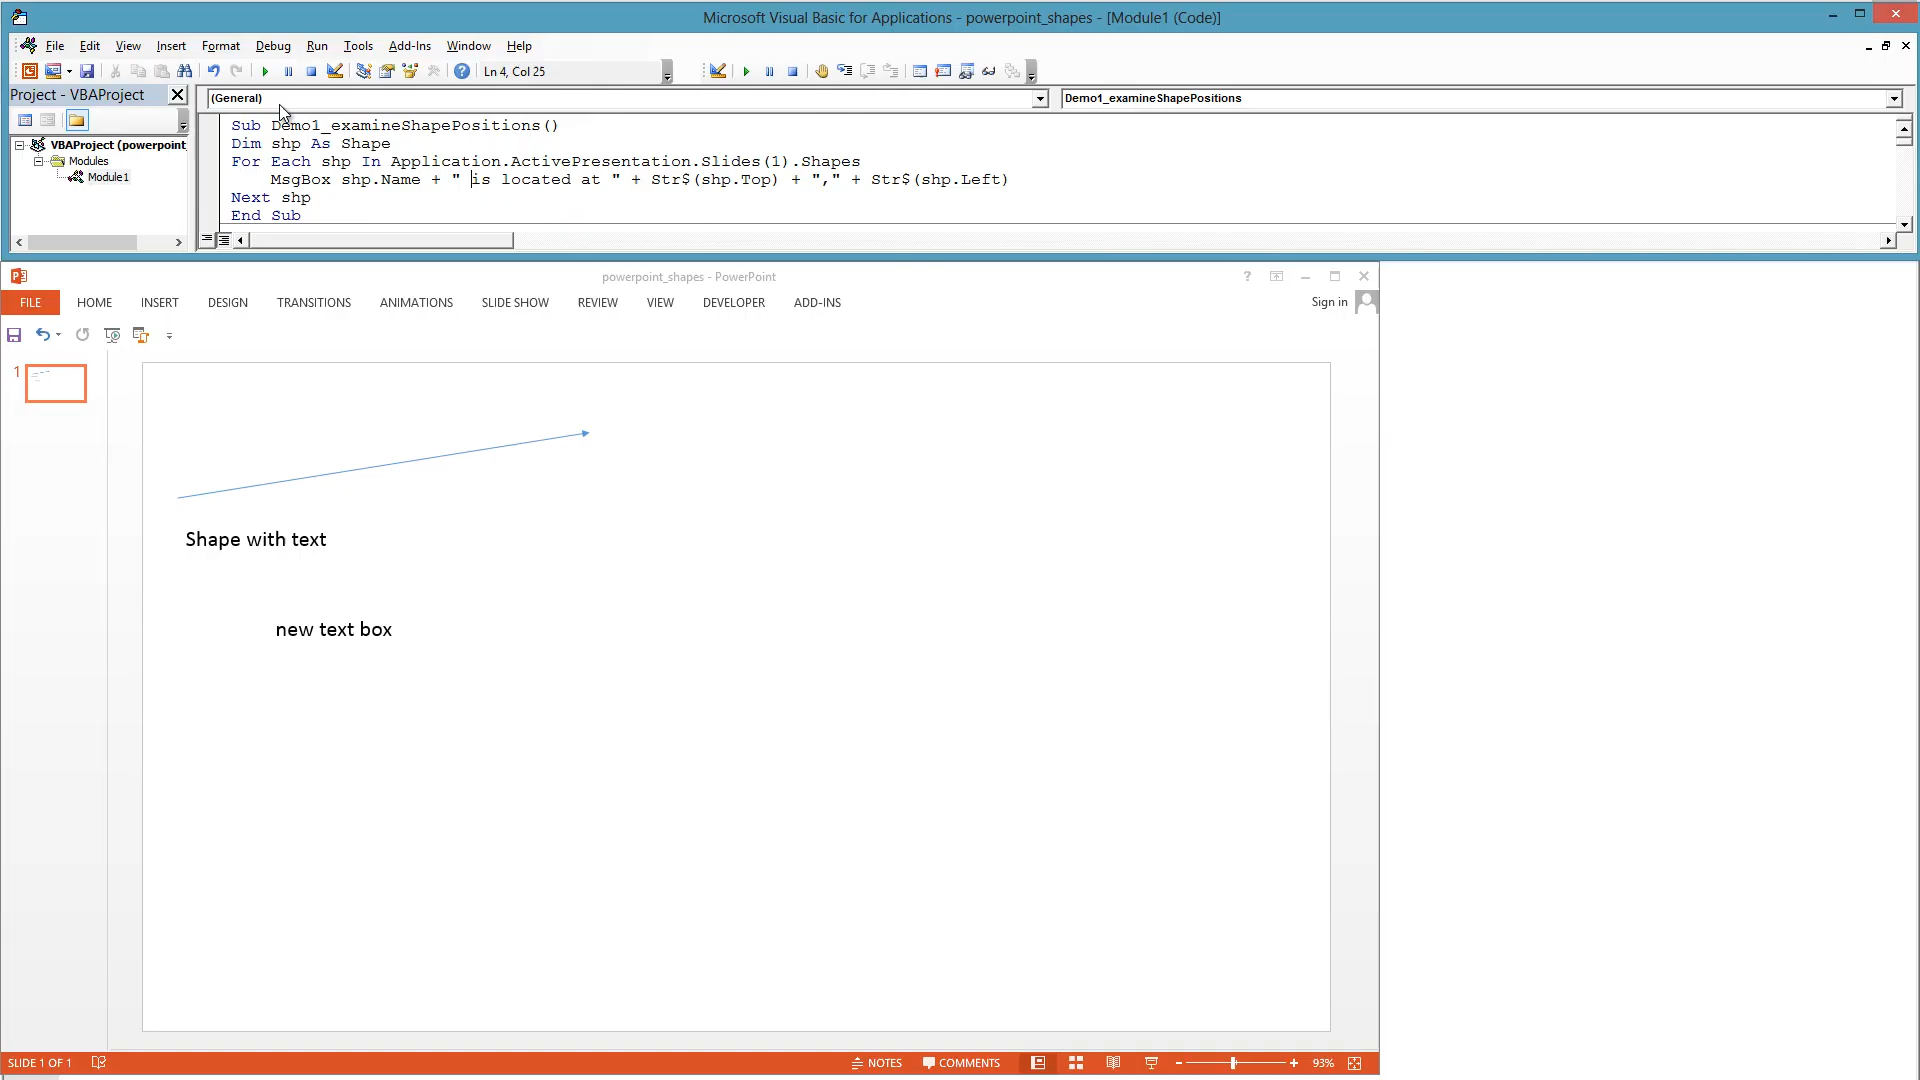 Microsoft Visual Basic for Applications - powerpoint_shapes - [Module1 (Code)]
File Edit View Insert Format Debug Run Tools Add-Ins Window Help
Ln 4, Col 25
Project - VBAProject
(General)
Demo1_examineShapePositions
VBAProject (powerpoint_
Modules
Module1
Sub Demo1_examineShapePositions()
Dim shp As Shape
For Each shp In Application.ActivePresentation.Slides(1).Shapes
MsgBox shp.Name + " is located at " + Str$(shp.Top) + "," + Str$(shp.Left)
Next shp
End Sub
powerpoint_shapes - PowerPoint
FILE HOME INSERT DESIGN TRANSITIONS ANIMATIONS SLIDE SHOW REVIEW VIEW DEVELOPER ADD-INS Sign in
1
Shape with text
new text box
SLIDE 1 OF 1 NOTES COMMENTS 93%